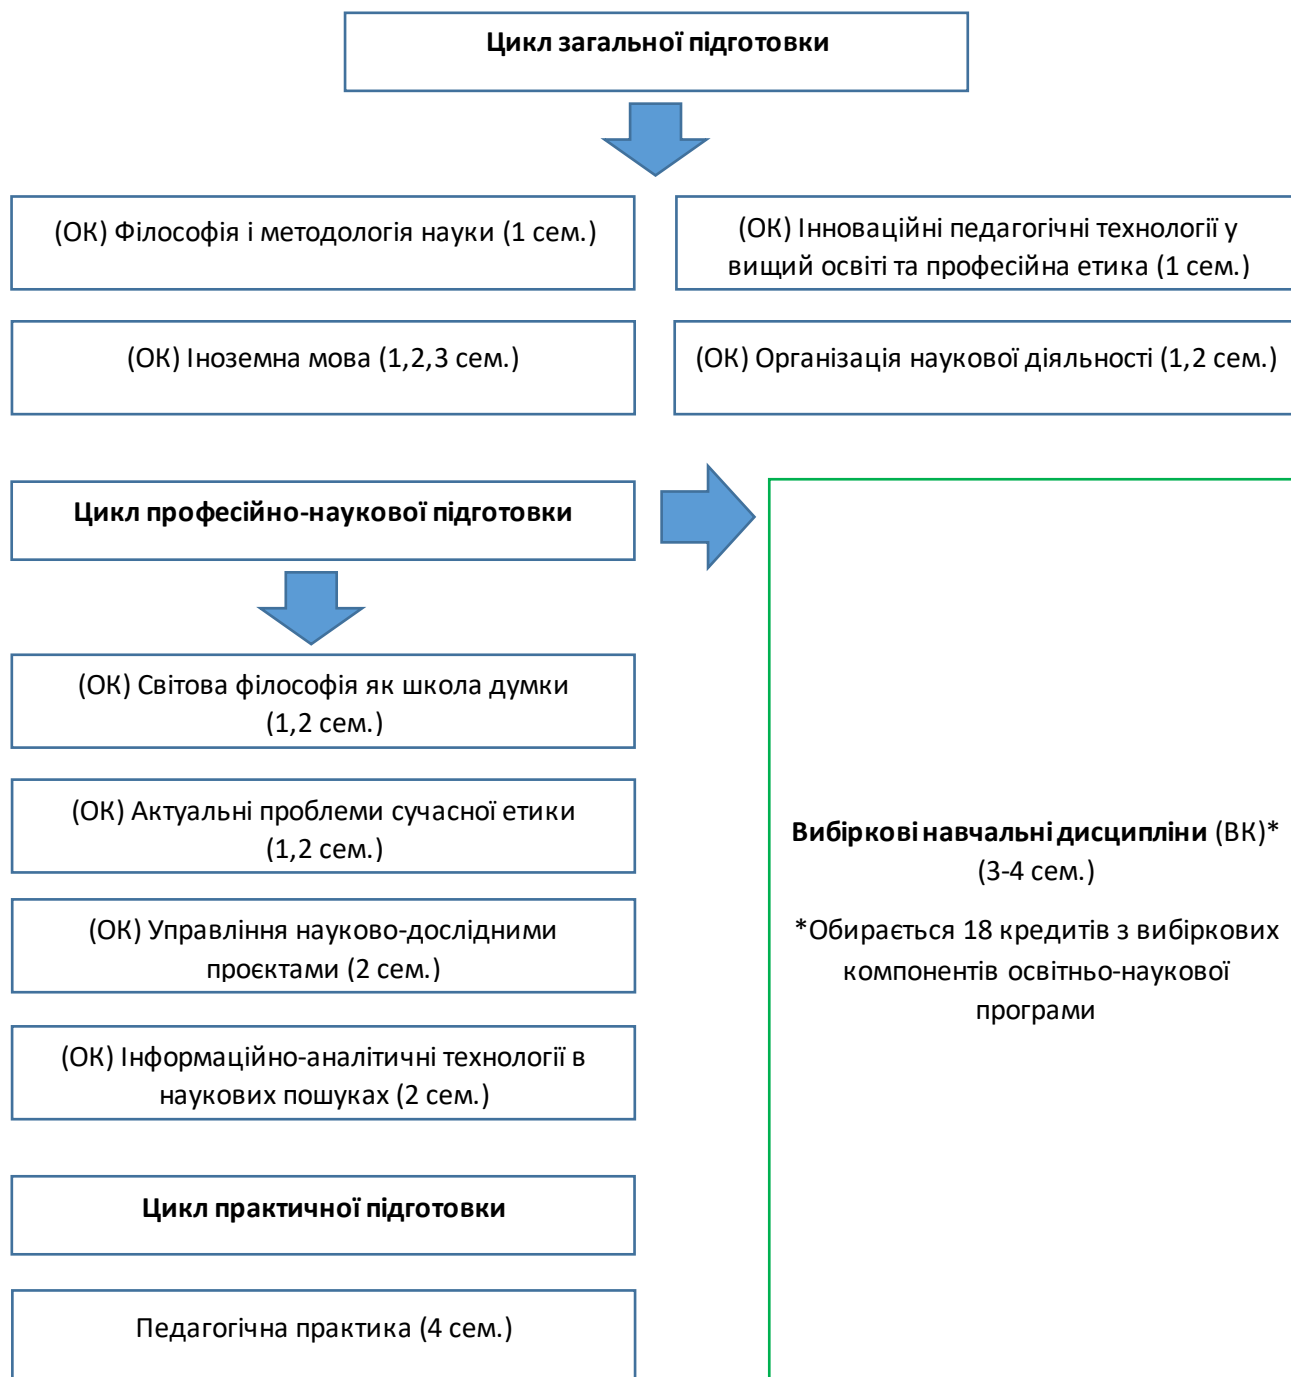 Цикл загальної підготовки
(ОК) Філософія і методологія науки (1 сем.)
(ОК) Інноваційні педагогічні технології у
вищий освіті та професійна етика (1 сем.)
(ОК) Іноземна мова (1,2,3 сем.)
(ОК) Організація наукової діяльності (1,2 сем.)
Цикл професійно-наукової підготовки
(ОК) Світова філософія як школа думки
(1,2 сем.)
(ОК) Актуальні проблеми сучасної етики
(1,2 сем.)
(ОК) Управління науково-дослідними
проєктами (2 сем.)
(ОК) Інформаційно-аналітичні технології в
наукових пошуках (2 сем.)
Цикл практичної підготовки
Педагогічна практика (4 сем.)
Вибіркові навчальні дисципліни (ВК)*
(3-4 сем.)
*Обирається 18 кредитів з вибіркових
компонентів освітньо-наукової
програми